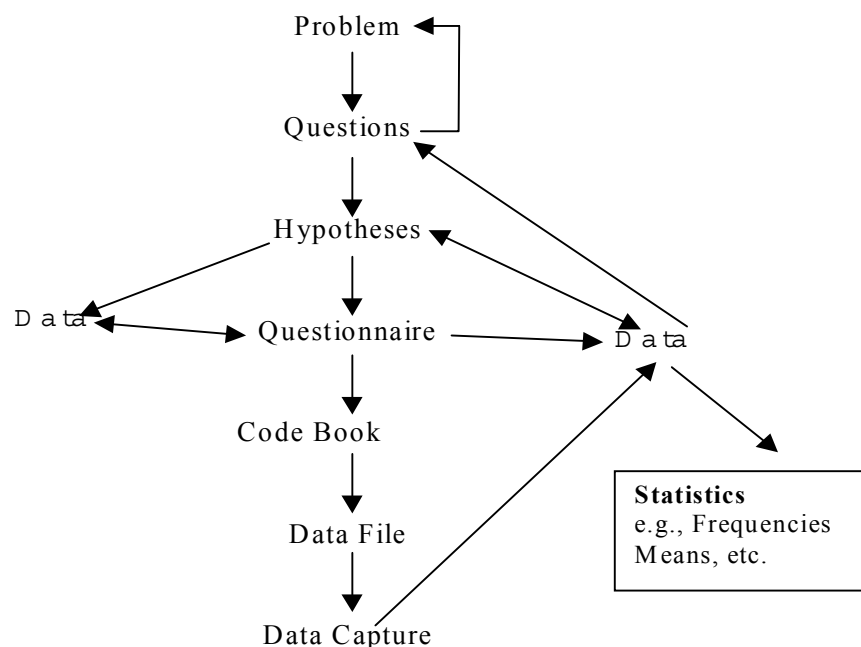 Problem
Questions
Hypotheses
Data
Questionnaire
Data
Code Book
Statistics
e.g., Frequencies
Means, etc.
Data File
Data Capture